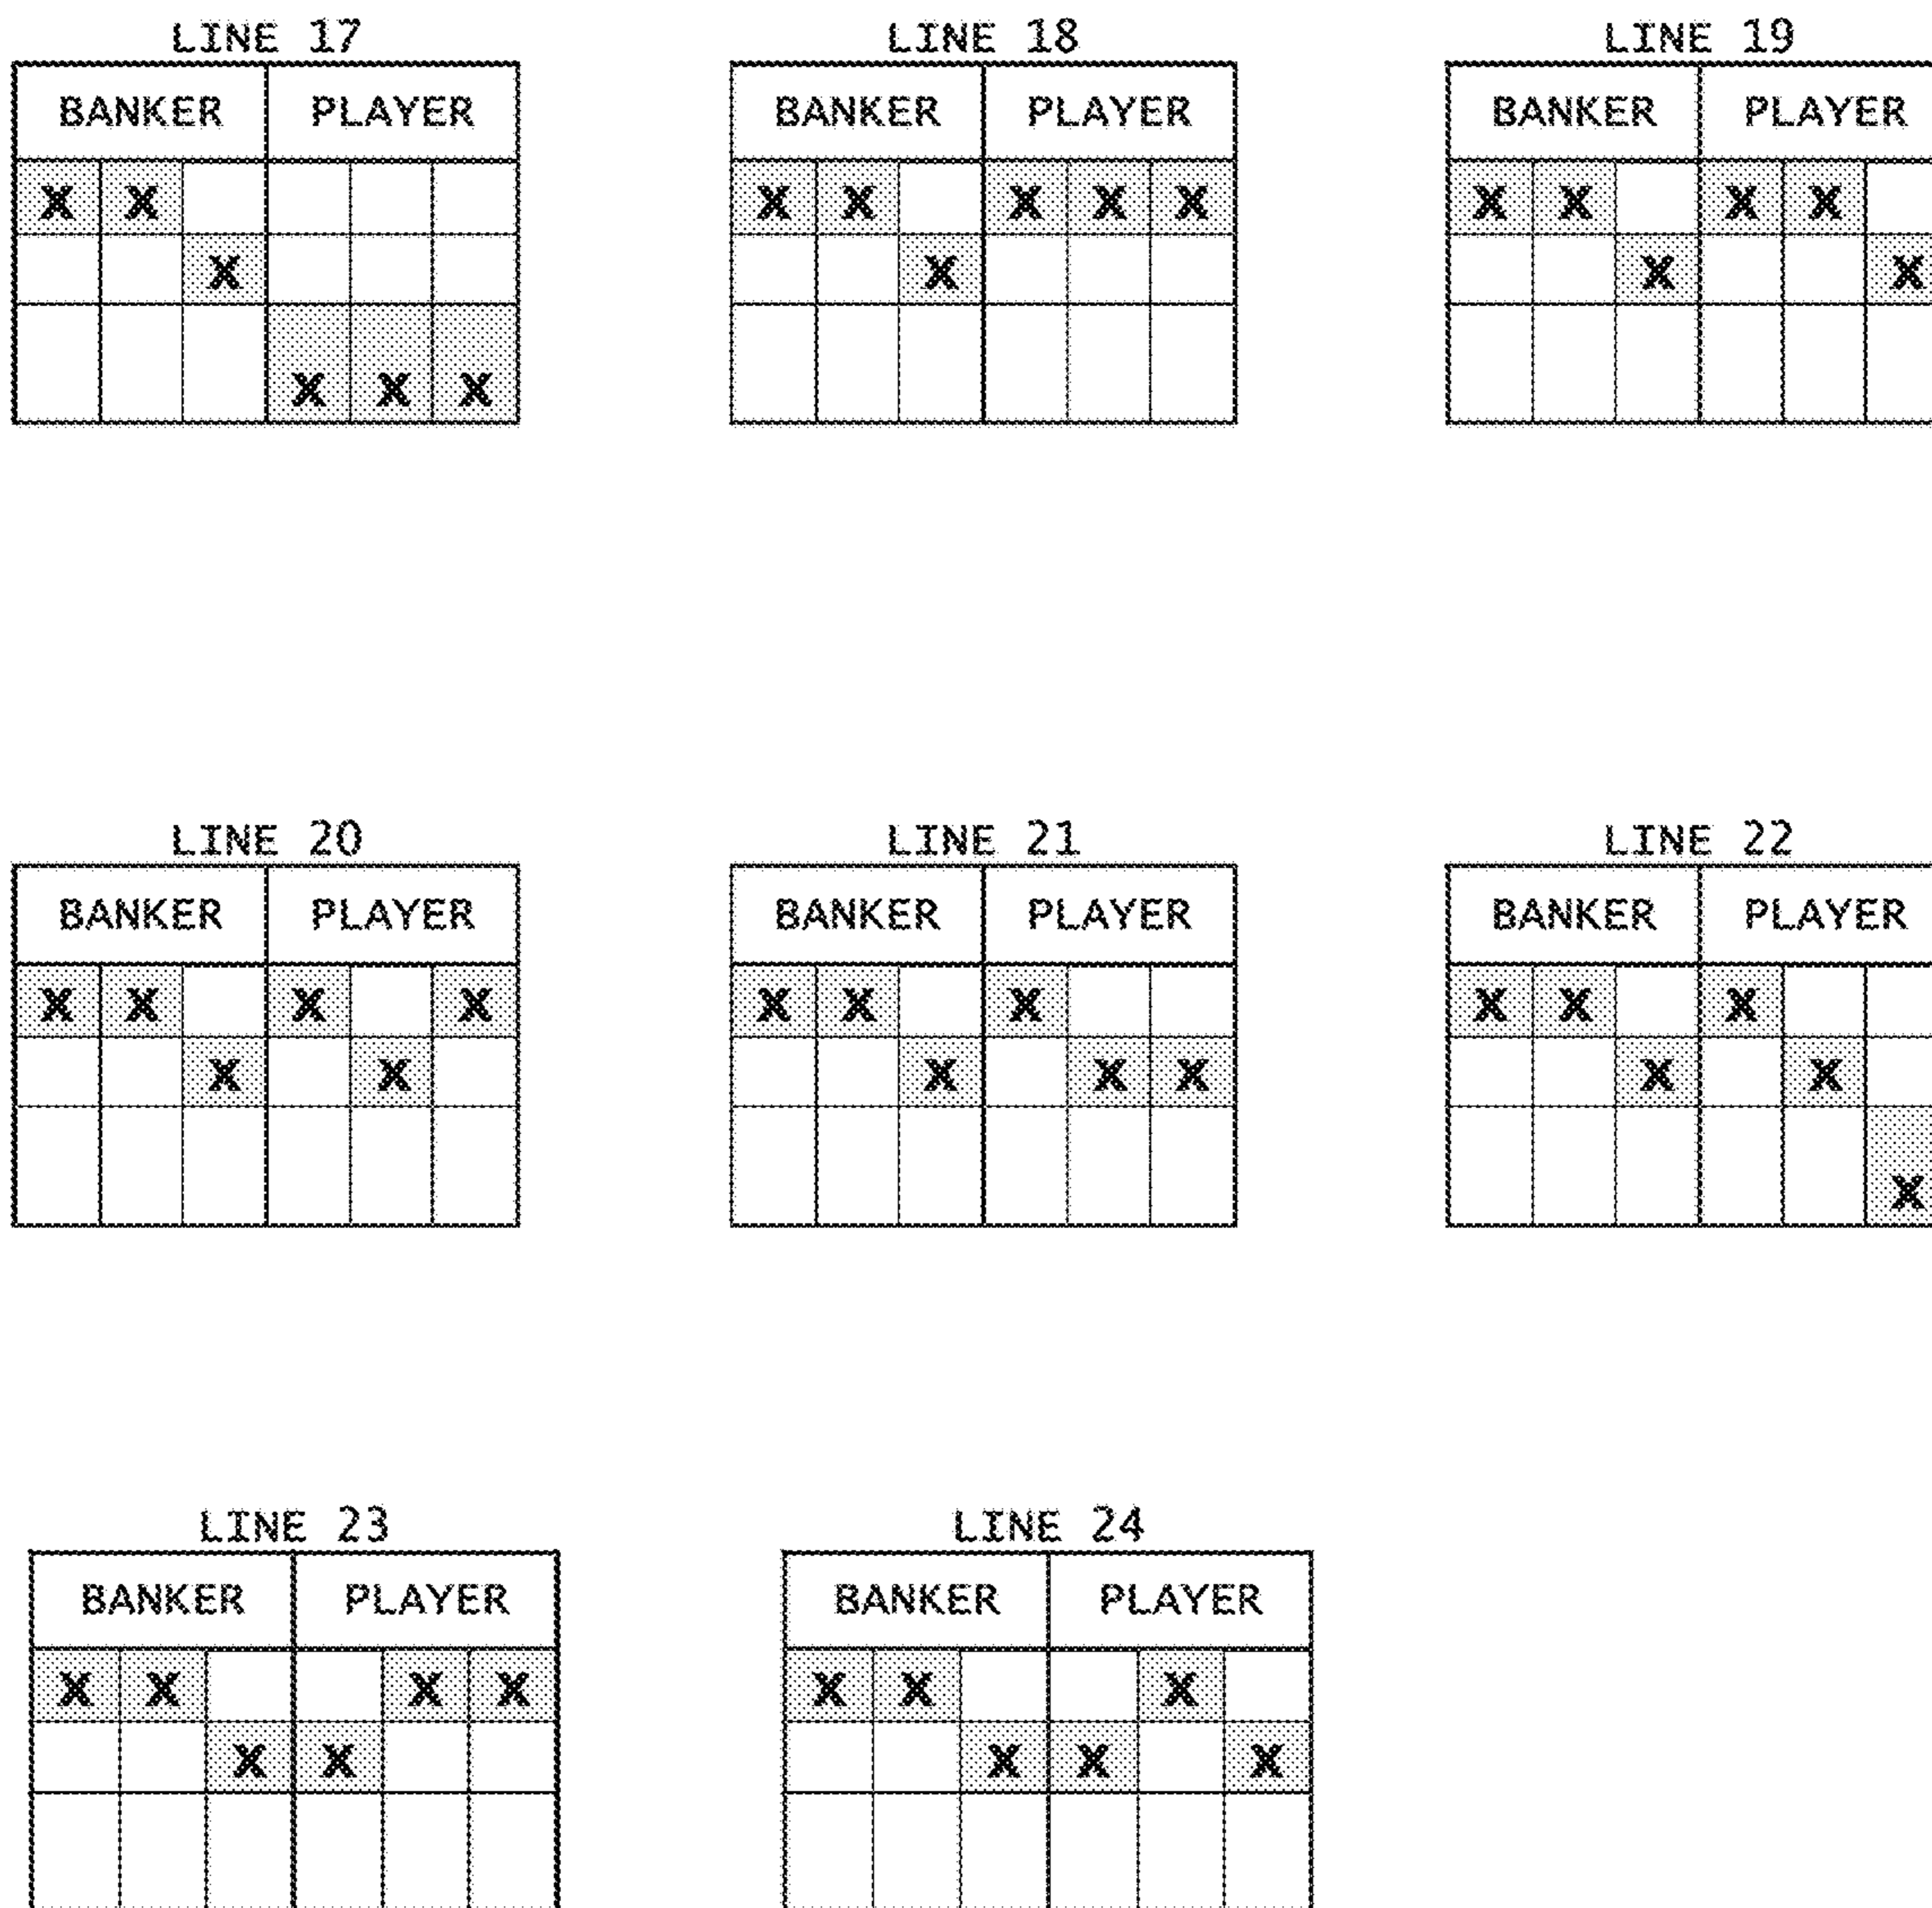 LINE 17 LINE 18 LINE 19
BANKER PLAYER BANKER PLAYER BANKER PLAYER
X X X X X X X X X
X X X X
X X X
LINE 20 LINE 21 LINE 22
BANKER PLAYER BANKER PLAYER BANKER PLAYER
X X X X X X X X X X
X X X X X X X
X
LINE 23 LINE 24
BANKER PLAYER BANKER PLAYER
X X X X X X X
X X X X X